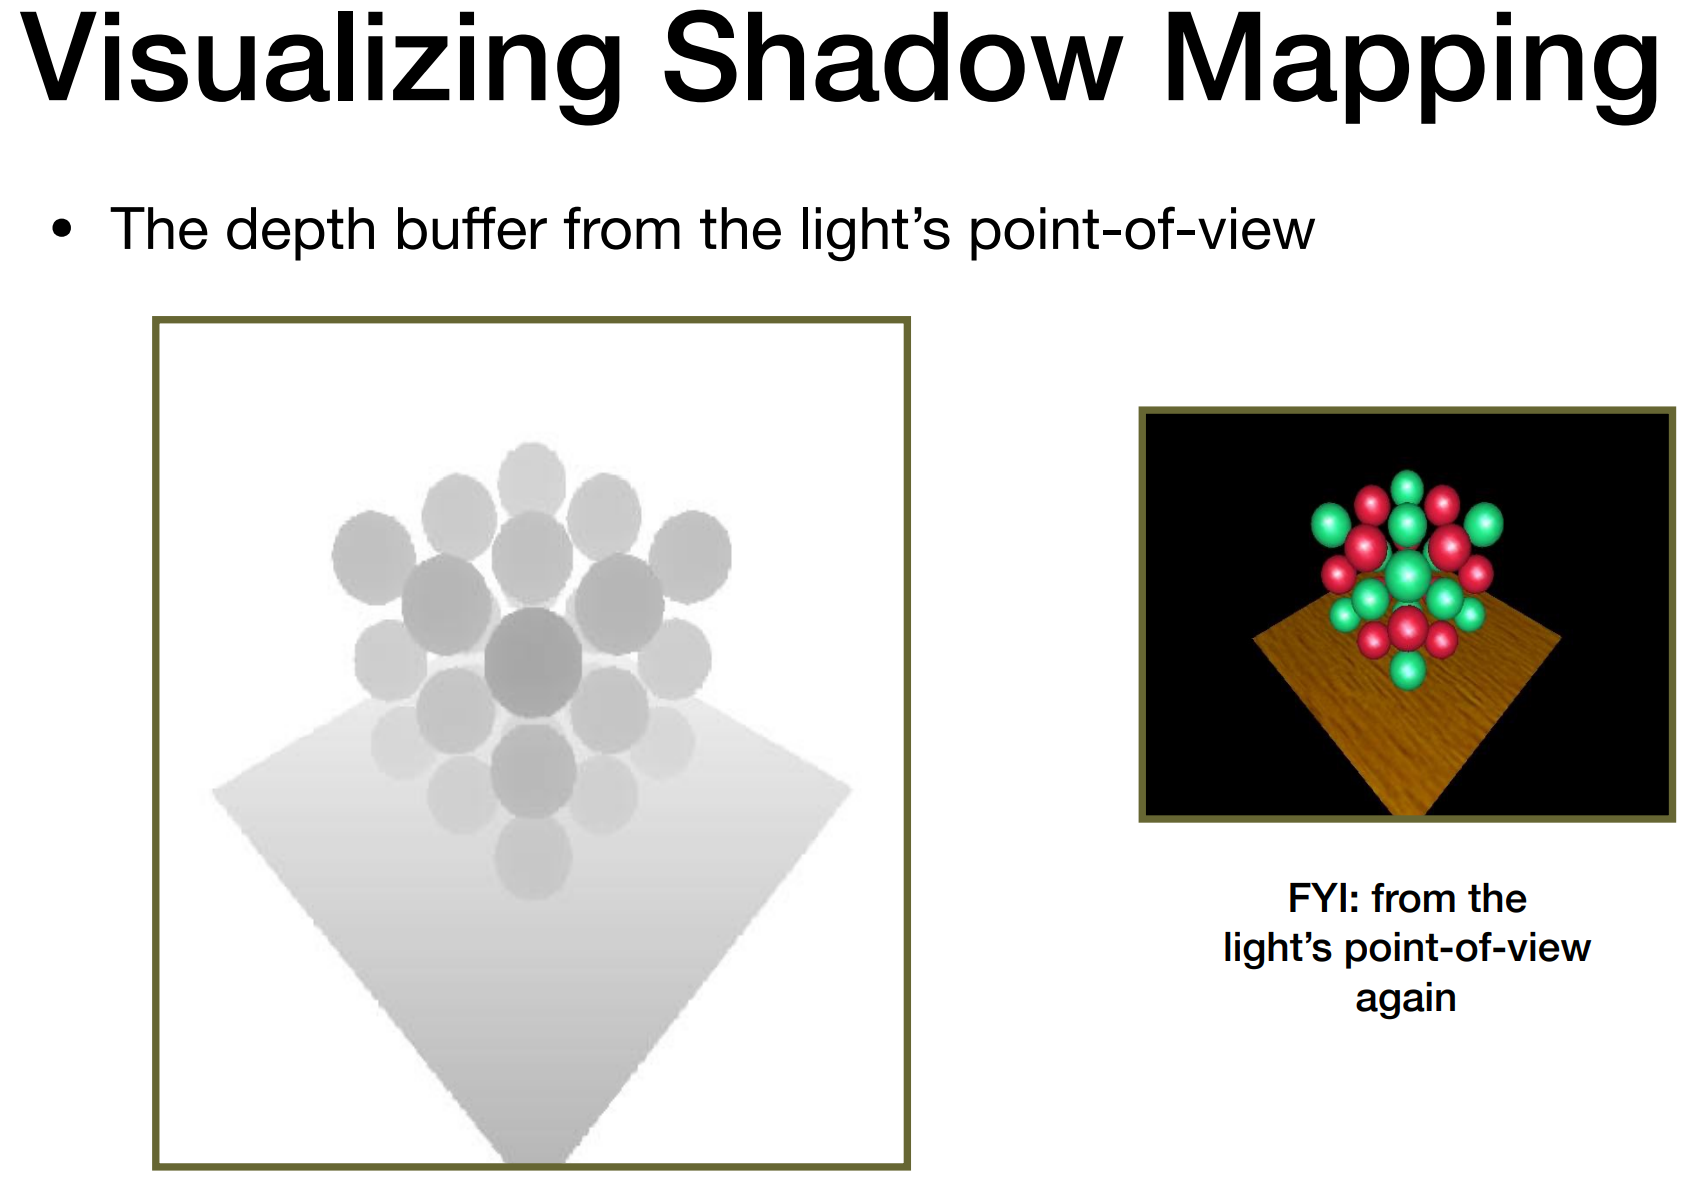 Visualizing Shadow Mapping
• The depth buffer from the light’s point-of-view
FYI: from the
light’s point-of-view
again